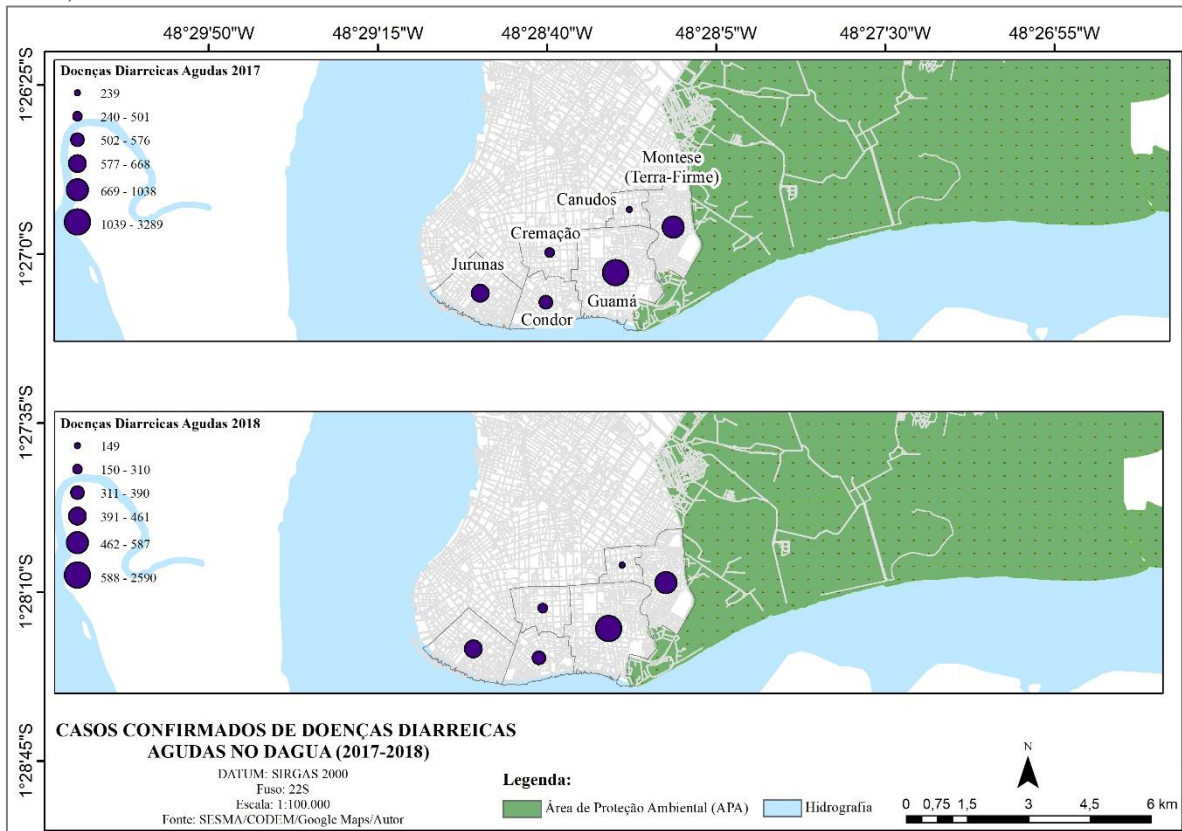 48°29'50"W
48°29'15"W
48°28'40"W
48°28'5"W
48°27'30"W
48°26'55"W
1°26'25"S
1°27'0"S
1°27'35"S
1°28'10"S
1°28'45"S
Doenças Diarreicas Agudas 2017
239
240 - 501
502 - 576
577 - 668
669 - 1038
1039 - 3289
Montese
(Terra-Firme)
Canudos
Cremação
Jurunas
Guamá
Condor
Doenças Diarreicas Agudas 2018
149
150 - 310
311 - 390
391 - 461
462 - 587
588 - 2590
CASOS CONFIRMADOS DE DOENÇAS DIARREICAS
AGUDAS NO DAGUA (2017-2018)
DATUM: SIRGAS 2000
Fuso: 22S
Escala: 1:100.000
Fonte: SESMA/CODEM/Google Maps/Autor
Legenda:
Área de Proteção Ambiental (APA)
Hidrografia
N
0 0,75 1,5 3 4,5 6 km